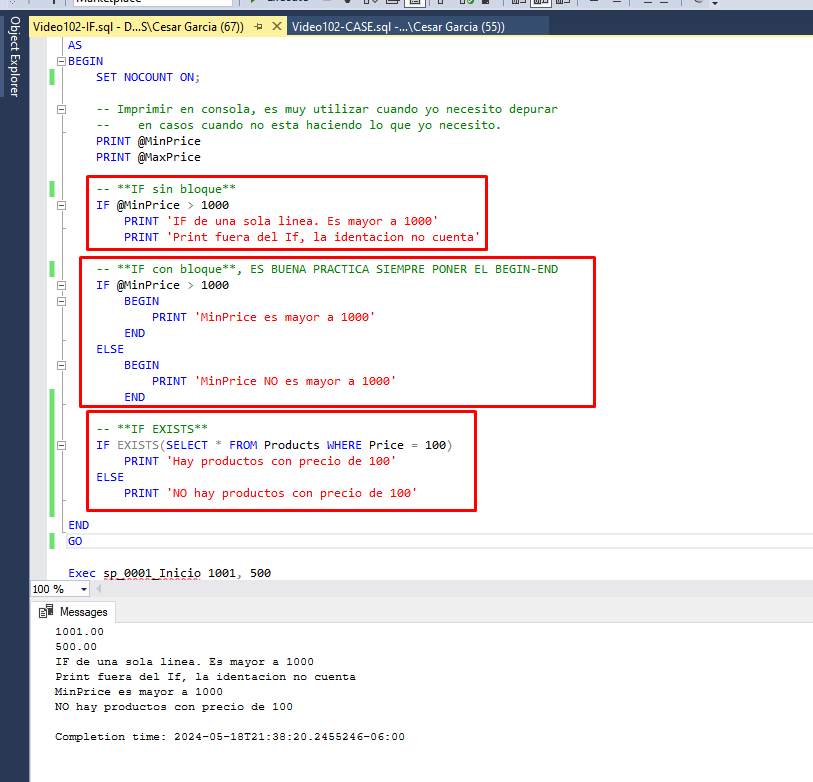 Video102-IF.sql - D...S\Cesar Garcia (67))
Video102-CASE.sql -...\Cesar Garcia (55))
Object Explorer
AS
BEGIN
SET NOCOUNT ON;
-- Imprimir en consola, es muy utilizar cuando yo necesito depurar
-- en casos cuando no esta haciendo lo que yo necesito.
PRINT @MinPrice
PRINT @MaxPrice
-- **IF sin bloque**
IF @MinPrice > 1000
PRINT 'IF de una sola linea. Es mayor a 1000'
PRINT 'Print fuera del If, la identacion no cuenta'
-- **IF con bloque**, ES BUENA PRACTICA SIEMPRE PONER EL BEGIN-END
IF @MinPrice > 1000
BEGIN
PRINT 'MinPrice es mayor a 1000'
END
ELSE
BEGIN
PRINT 'MinPrice NO es mayor a 1000'
END
-- **IF EXISTS**
IF EXISTS(SELECT * FROM Products WHERE Price = 100)
PRINT 'Hay productos con precio de 100'
ELSE
PRINT 'NO hay productos con precio de 100'
END
GO
Exec sp_0001_Inicio 1001, 500
100 %
Messages
1001.00
500.00
IF de una sola linea. Es mayor a 1000
Print fuera del If, la identacion no cuenta
MinPrice es mayor a 1000
NO hay productos con precio de 100
Completion time: 2024-05-18T21:38:20.2455246-06:00